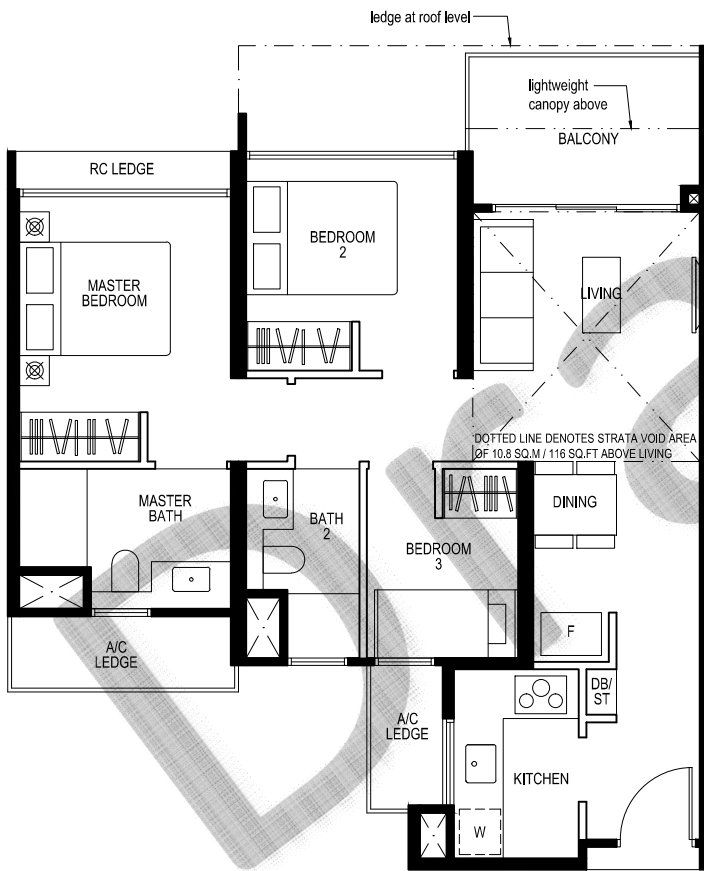 ledge at roof level
lightweight
canopy above
BALCONY
RC LEDGE
BEDROOM
2
MASTER
BEDROOM
LIVING
DOTTED LINE DENOTES STRATA VOID AREA
OF 10.8 SQ.M / 116 SQ.FT ABOVE LIVING
MASTER
BATH
BATH
2
DINING
BEDROOM
3
A/C
LEDGE
F
DB/
ST
A/C
LEDGE
KITCHEN
W